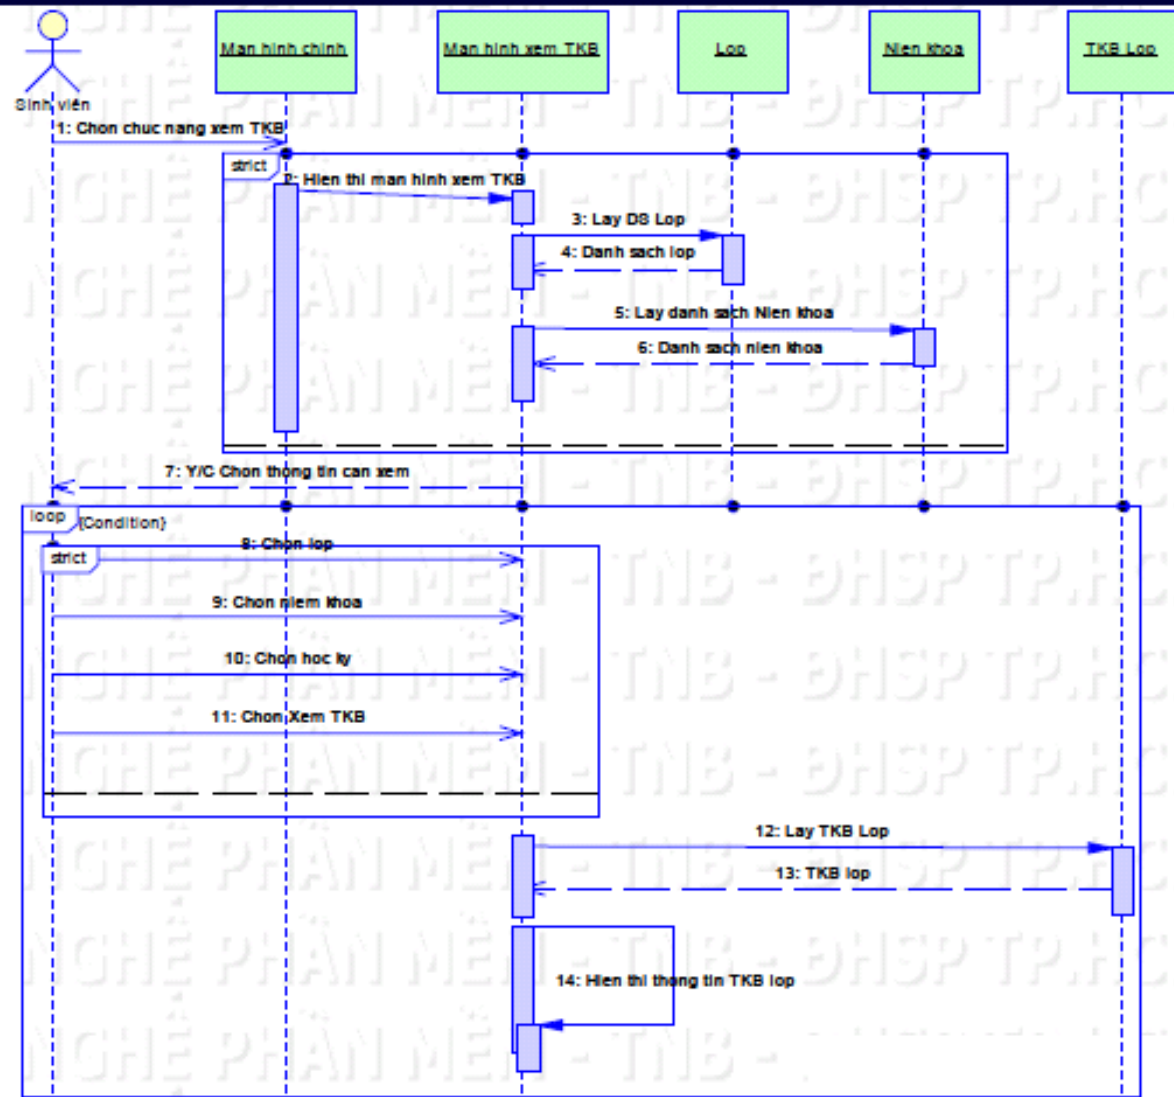 Man hinh chinh
Man hinh xem TKB
Lop
Nien khoa
TKB Lop
Sinh viên
1: Chon chuc nang xem TKB
strict
2: Hien thi man hinh xem TKB
3: Lay DS Lop
4: Danh sach lop
5: Lay danh sach Nien khoa
6: Danh sach nien khoa
7: Y/C Chon thong tin can xem
loop
[Condition]
strict
8: Chon lop
9: Chon niem khoa
10: Chon hoc ky
11: Chon Xem TKB
12: Lay TKB Lop
13: TKB lop
14: Hien thi thong tin TKB lop